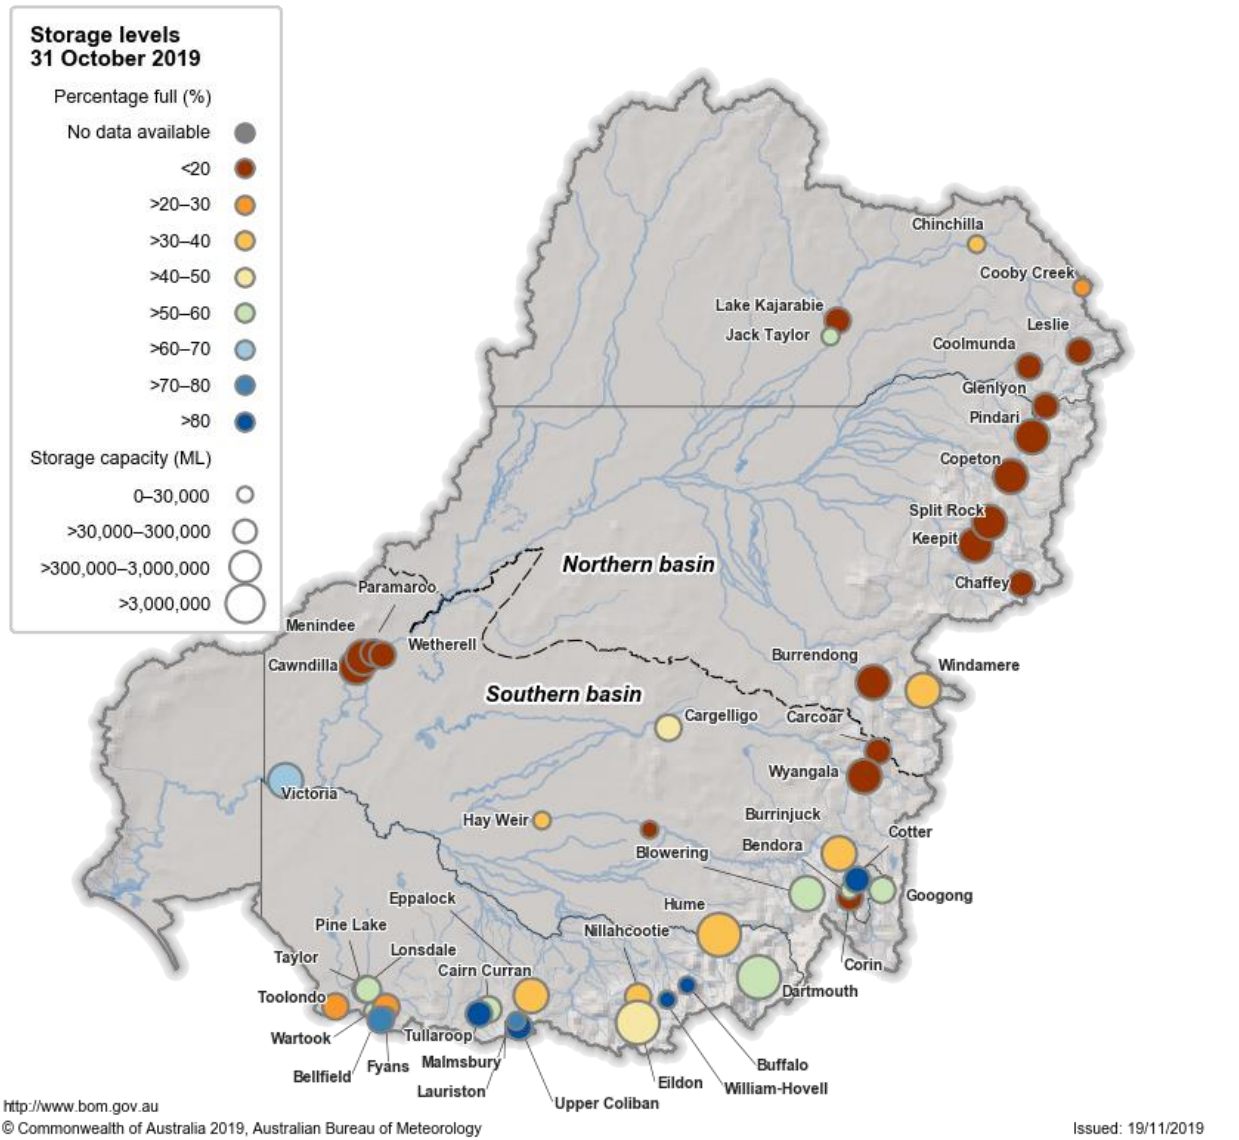 Storage levels
31 October 2019
Percentage full (%)
No data available
<20
>20–30
>30–40
>40–50
>50–60
>60–70
>70–80
>80
Storage capacity (ML)
0–30,000
>30,000–300,000
>300,000–3,000,000
>3,000,000
Chinchilla
Cooby Creek
Lake Kajarabie
Jack Taylor
Leslie
Coolmunda
Glenlyon
Pindari
Copeton
Split Rock
Keepit
Chaffey
Northern basin
Paramaroo
Menindee
Wetherell
Cawndilla
Southern basin
Burrendong
Windamere
Cargelligo
Carcoar
Wyangala
Victoria
Hay Weir
Burrinjuck
Cotter
Bendora
Blowering
Googong
Eppalock
Hume
Nillahcootie
Pine Lake
Lonsdale
Taylor
Cairn Curran
Corin
Toolondo
Dartmouth
Wartook
Tullaroop
Fyans
Malmsbury
Bellfield
Lauriston
Upper Coliban
Buffalo
Eildon
William-Hovell
http://www.bom.gov.au
© Commonwealth of Australia 2019, Australian Bureau of Meteorology
Issued: 19/11/2019